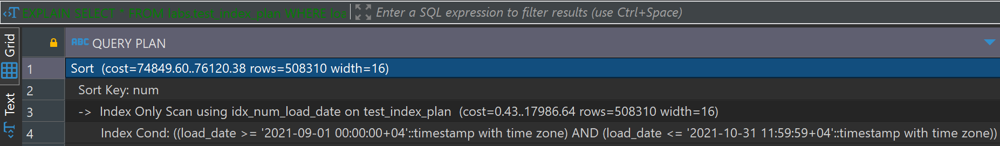 EXPLAIN SELECT * FROM labs.test_index_plan WHERE loa
Enter a SQL expression to filter results (use Ctrl+Space)
Grid
Text
ABC QUERY PLAN
1 Sort (cost=74849.60..76120.38 rows=508310 width=16)
2 Sort Key: num
3 -> Index Only Scan using idx_num_load_date on test_index_plan (cost=0.43..17986.64 rows=508310 width=16)
4 Index Cond: ((load_date >= '2021-09-01 00:00:00+04'::timestamp with time zone) AND (load_date <= '2021-10-31 11:59:59+04'::timestamp with time zone))